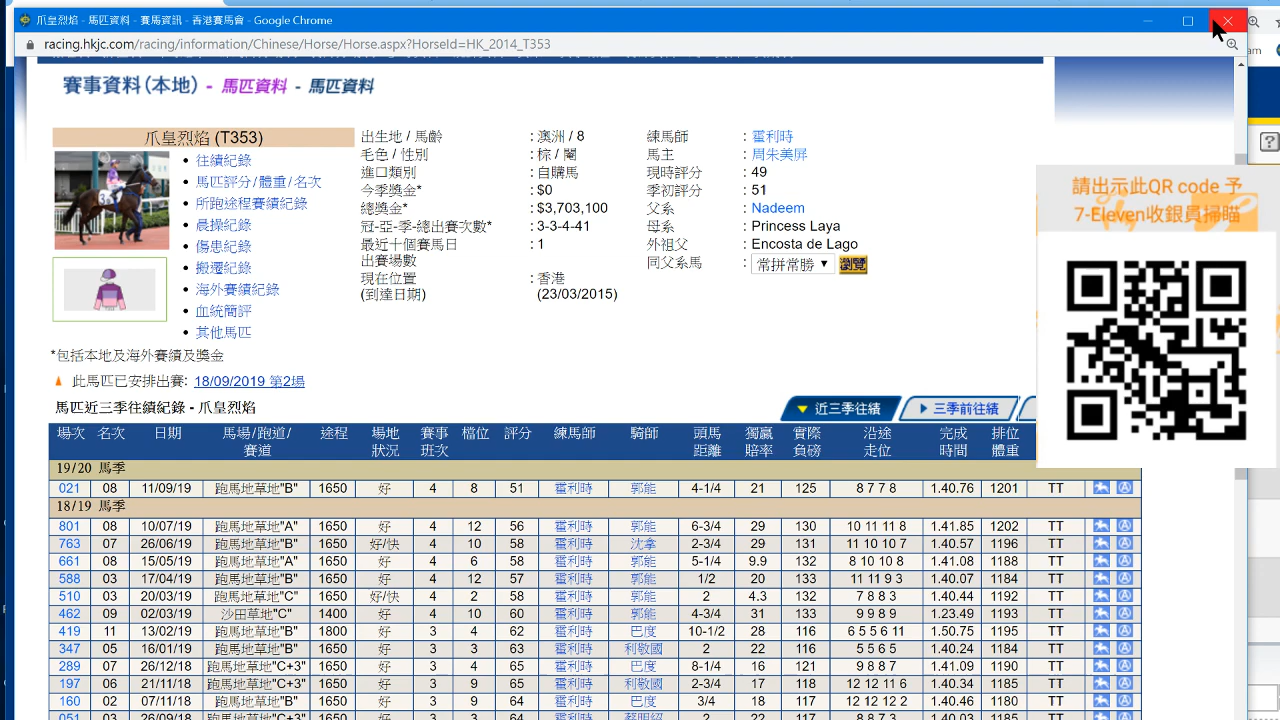 爪皇烈焰 - 馬匹資料 - 賽馬資訊 - 香港賽馬會 - Google Chrome
racing.hkjc.com/racing/information/Chinese/Horse/Horse.aspx?HorseId=HK_2014_T353
am
賽事資料(本地) - 馬匹資料 - 馬匹資料
爪皇烈焰 (T353)
往績紀錄
馬匹評分/體重/名次
所跑途程賽績紀錄
晨操紀錄
傷患紀錄
搬遷紀錄
海外賽績紀錄
血統簡評
其他馬匹
出生地 / 馬齡 : 澳洲 / 8
毛色 / 性別 : 棕 / 閹
進口類別 : 自購馬
今季獎金* : $0
總獎金* : $3,703,100
冠-亞-季-總出賽次數* : 3-3-4-41
最近十個賽馬日 : 1
出賽場數
現在位置 : 香港
(到達日期) (23/03/2015)
練馬師 : 霍利時
馬主 : 周朱美屏
現時評分 : 49
季初評分 : 51
父系 : Nadeem
母系 : Princess Laya
外祖父 : Encosta de Lago
同父系馬 : 常拼常勝 瀏覽
請出示此QR code 予
7-Eleven收銀員掃瞄
*包括本地及海外賽績及獎金
此馬匹已安排出賽: 18/09/2019 第2場
馬匹近三季往績紀錄 - 爪皇烈焰
近三季往績 三季前往績
場次 名次 日期 馬場/跑道/賽道 途程 場地狀況 賽事班次 檔位 評分 練馬師 騎師 頭馬距離 獨贏賠率 實際負磅 沿途走位 完成時間 排位體重
19/20 馬季
021 08 11/09/19 跑馬地草地"B" 1650 好 4 8 51 霍利時 郭能 4-1/4 21 125 8 7 7 8 1.40.76 1201 TT
18/19 馬季
801 08 10/07/19 跑馬地草地"A" 1650 好 4 12 56 霍利時 郭能 6-3/4 29 130 10 11 11 8 1.41.85 1202 TT
763 07 26/06/19 跑馬地草地"B" 1650 好/快 4 10 58 霍利時 沈拿 2-3/4 29 131 11 10 10 7 1.40.57 1196 TT
661 08 15/05/19 跑馬地草地"A" 1650 好 4 6 58 霍利時 郭能 5-1/4 9.9 132 8 10 10 8 1.41.08 1188 TT
588 03 17/04/19 跑馬地草地"B" 1650 好 4 12 57 霍利時 郭能 1/2 20 133 11 11 9 3 1.40.07 1184 TT
510 03 20/03/19 跑馬地草地"C" 1650 好/快 4 2 58 霍利時 郭能 2 4.3 132 7 8 8 3 1.40.44 1192 TT
462 09 02/03/19 沙田草地"C" 1400 好 4 10 60 霍利時 郭能 4-3/4 31 133 9 9 8 9 1.23.49 1193 TT
419 11 13/02/19 跑馬地草地"B" 1800 好 3 4 62 霍利時 巴度 10-1/2 28 116 6 5 5 6 11 1.50.75 1195 TT
347 05 16/01/19 跑馬地草地"B" 1650 好 3 2 63 霍利時 利敬國 2 22 116 5 5 6 5 1.40.24 1184 TT
289 07 26/12/18 跑馬地草地"C+3" 1650 好 3 4 65 霍利時 巴度 8-1/4 16 121 9 8 8 7 1.41.09 1190 TT
197 06 21/11/18 跑馬地草地"C+3" 1650 好 3 9 65 霍利時 利敬國 2-3/4 17 118 12 12 11 6 1.40.34 1185 TT
160 02 07/11/18 跑馬地草地"B" 1650 好 3 9 64 霍利時 巴度 3/4 18 117 12 12 12 2 1.40.46 1180 TT
051 03 26/09/18 跑馬地草地"C+3" 1650 好 3 3 64 霍利時 蔡明紹 2 22 117 8 8 7 3 1.40.03 1185 TT